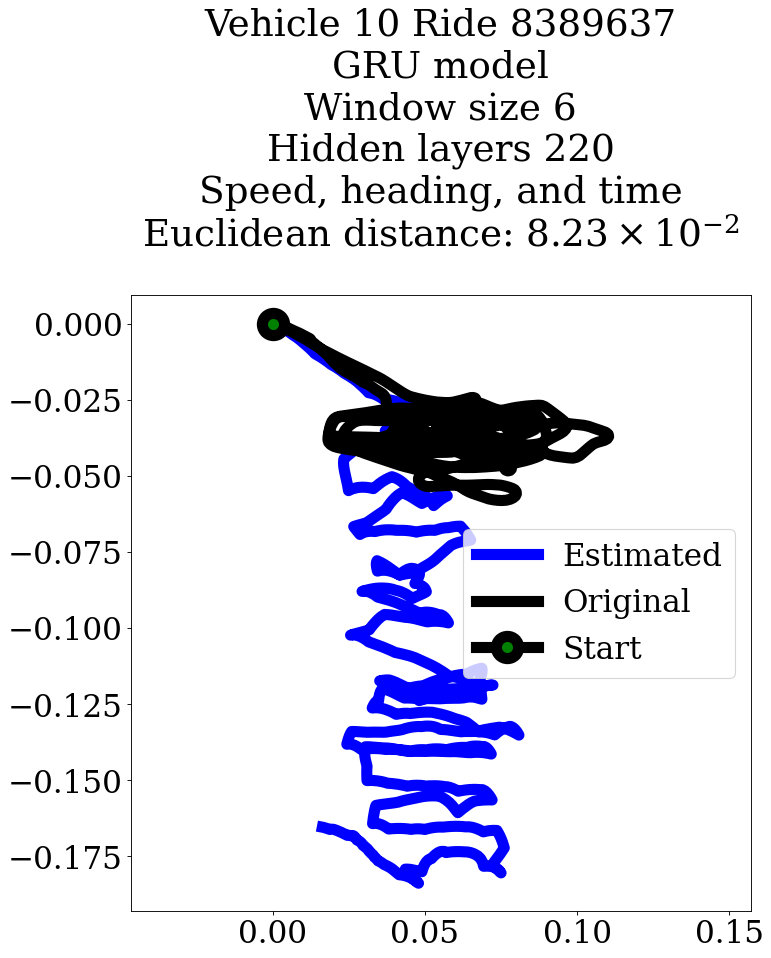 Vehicle 10 Ride 8389637
GRU model
Window size 6
Hidden layers 220
Speed, heading, and time
Euclidean distance: 8.23 × 10⁻²
0.000
−0.025
−0.050
−0.075
−0.100
−0.125
−0.150
−0.175
Estimated
Original
Start
0.00 0.05 0.10 0.15